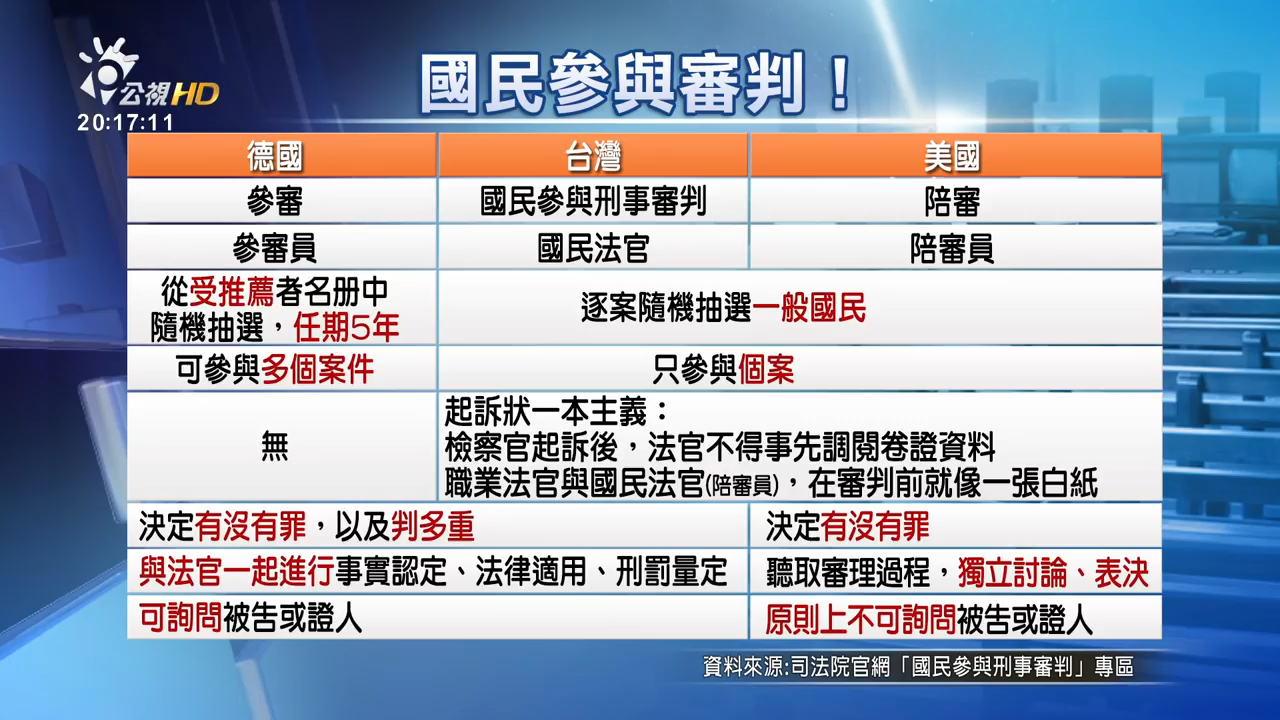 公視HD
20:17:11
國民參與審判！
德國 台灣 美國
參審 國民參與刑事審判 陪審
參審員 國民法官 陪審員
從受推薦者名册中
隨機抽選，任期5年
逐案隨機抽選一般國民
可參與多個案件 只參與個案
無
起訴狀一本主義：
檢察官起訴後，法官不得事先調閱卷證資料
職業法官與國民法官(陪審員)，在審判前就像一張白紙
決定有沒有罪，以及判多重 決定有沒有罪
與法官一起進行事實認定、法律適用、刑罰量定 聽取審理過程，獨立討論、表決
可詢問被告或證人 原則上不可詢問被告或證人
資料來源:司法院官網「國民參與刑事審判」專區